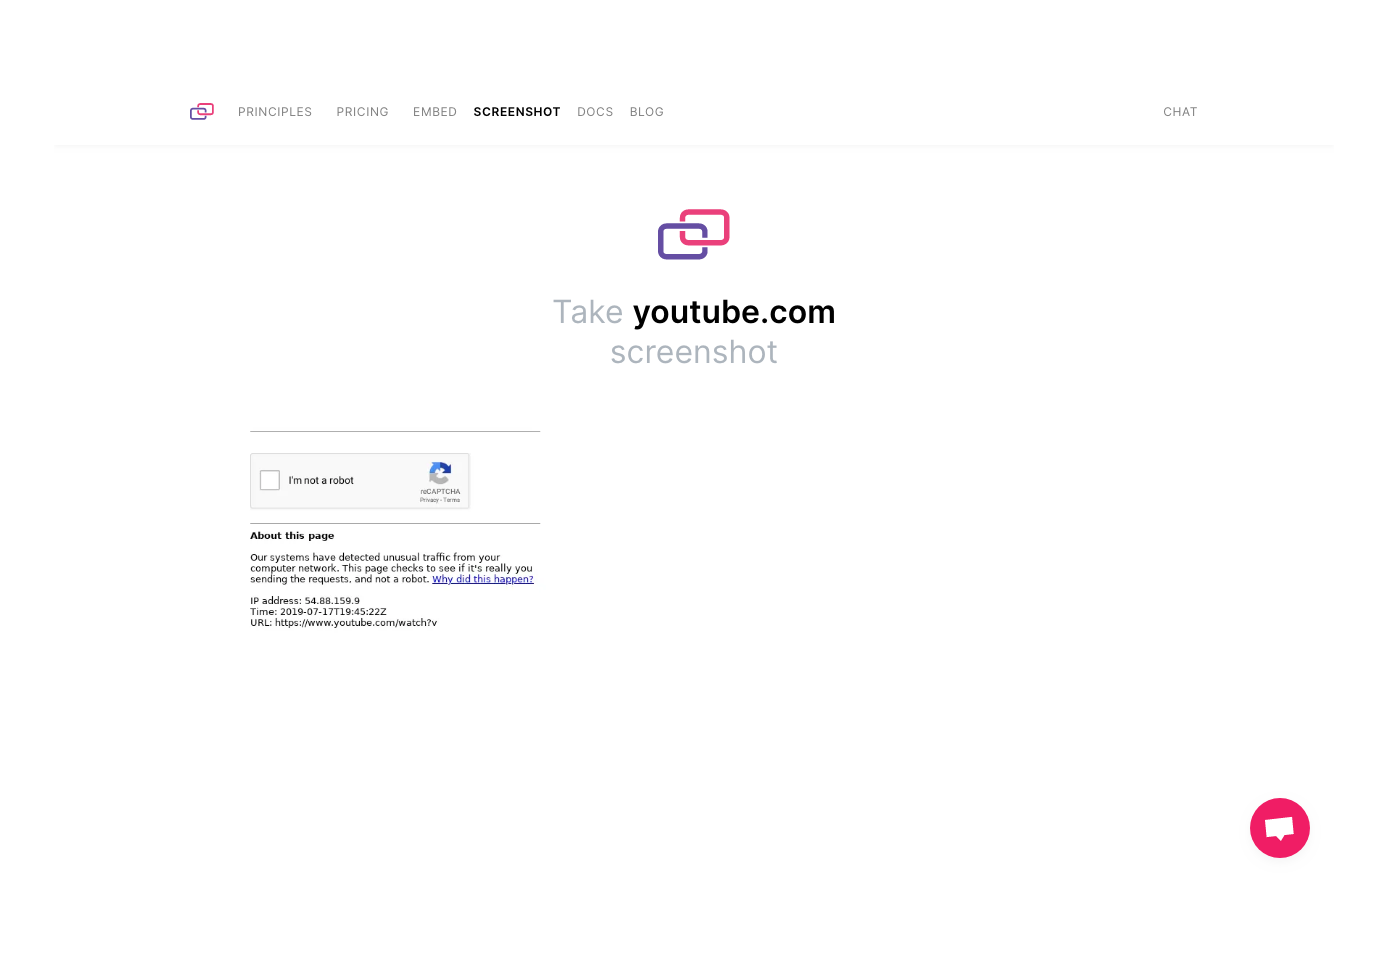 PRINCIPLES PRICING EMBED SCREENSHOT DOCS BLOG CHAT
Take youtube.com
screenshot
I'm not a robot
reCAPTCHA
Privacy - Terms
About this page
Our systems have detected unusual traffic from your
computer network. This page checks to see if it's really you
sending the requests, and not a robot. Why did this happen?
IP address: 54.88.159.9
Time: 2019-07-17T19:45:22Z
URL: https://www.youtube.com/watch?v